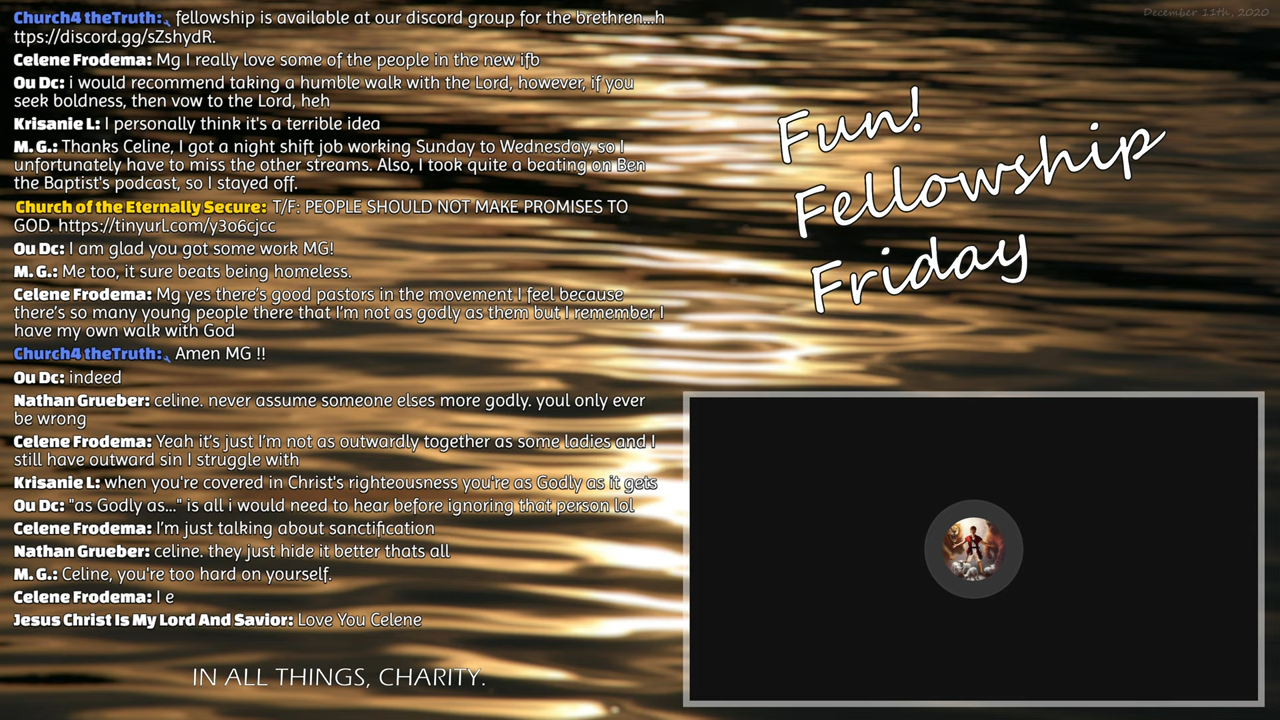 Church4 theTruth: fellowship is available at our discord group for the brethren...h
ttps://discord.gg/sZshydR.
Celene Frodema: Mg I really love some of the people in the new ifb
Ou Dc: i would recommend taking a humble walk with the Lord, however, if you
seek boldness, then vow to the Lord, heh
Krisanie L: I personally think it's a terrible idea
M. G.: Thanks Celine, I got a night shift job working Sunday to Wednesday, so I
unfortunately have to miss the other streams. Also, I took quite a beating on Ben
the Baptist's podcast, so I stayed off.
Church of the Eternally Secure: T/F: PEOPLE SHOULD NOT MAKE PROMISES TO
GOD. https://tinyurl.com/y3o6cjcc
Ou Dc: I am glad you got some work MG!
M. G.: Me too, it sure beats being homeless.
Celene Frodema: Mg yes there's good pastors in the movement I feel because
there's so many young people there that I'm not as godly as them but I remember I
have my own walk with God
Church4 theTruth: Amen MG !!
Ou Dc: indeed
Nathan Grueber: celine. never assume someone elses more godly. youl only ever
be wrong
Celene Frodema: Yeah it's just I'm not as outwardly together as some ladies and I
still have outward sin I struggle with
Krisanie L: when you're covered in Christ's righteousness you're as Godly as it gets
Ou Dc: "as Godly as..." is all i would need to hear before ignoring that person lol
Celene Frodema: I'm just talking about sanctification
Nathan Grueber: celine. they just hide it better thats all
M. G.: Celine, you're too hard on yourself.
Celene Frodema: I e
Jesus Christ Is My Lord And Savior: Love You Celene
IN ALL THINGS, CHARITY.
December 11th, 2020
Fun!
Fellowship
Friday